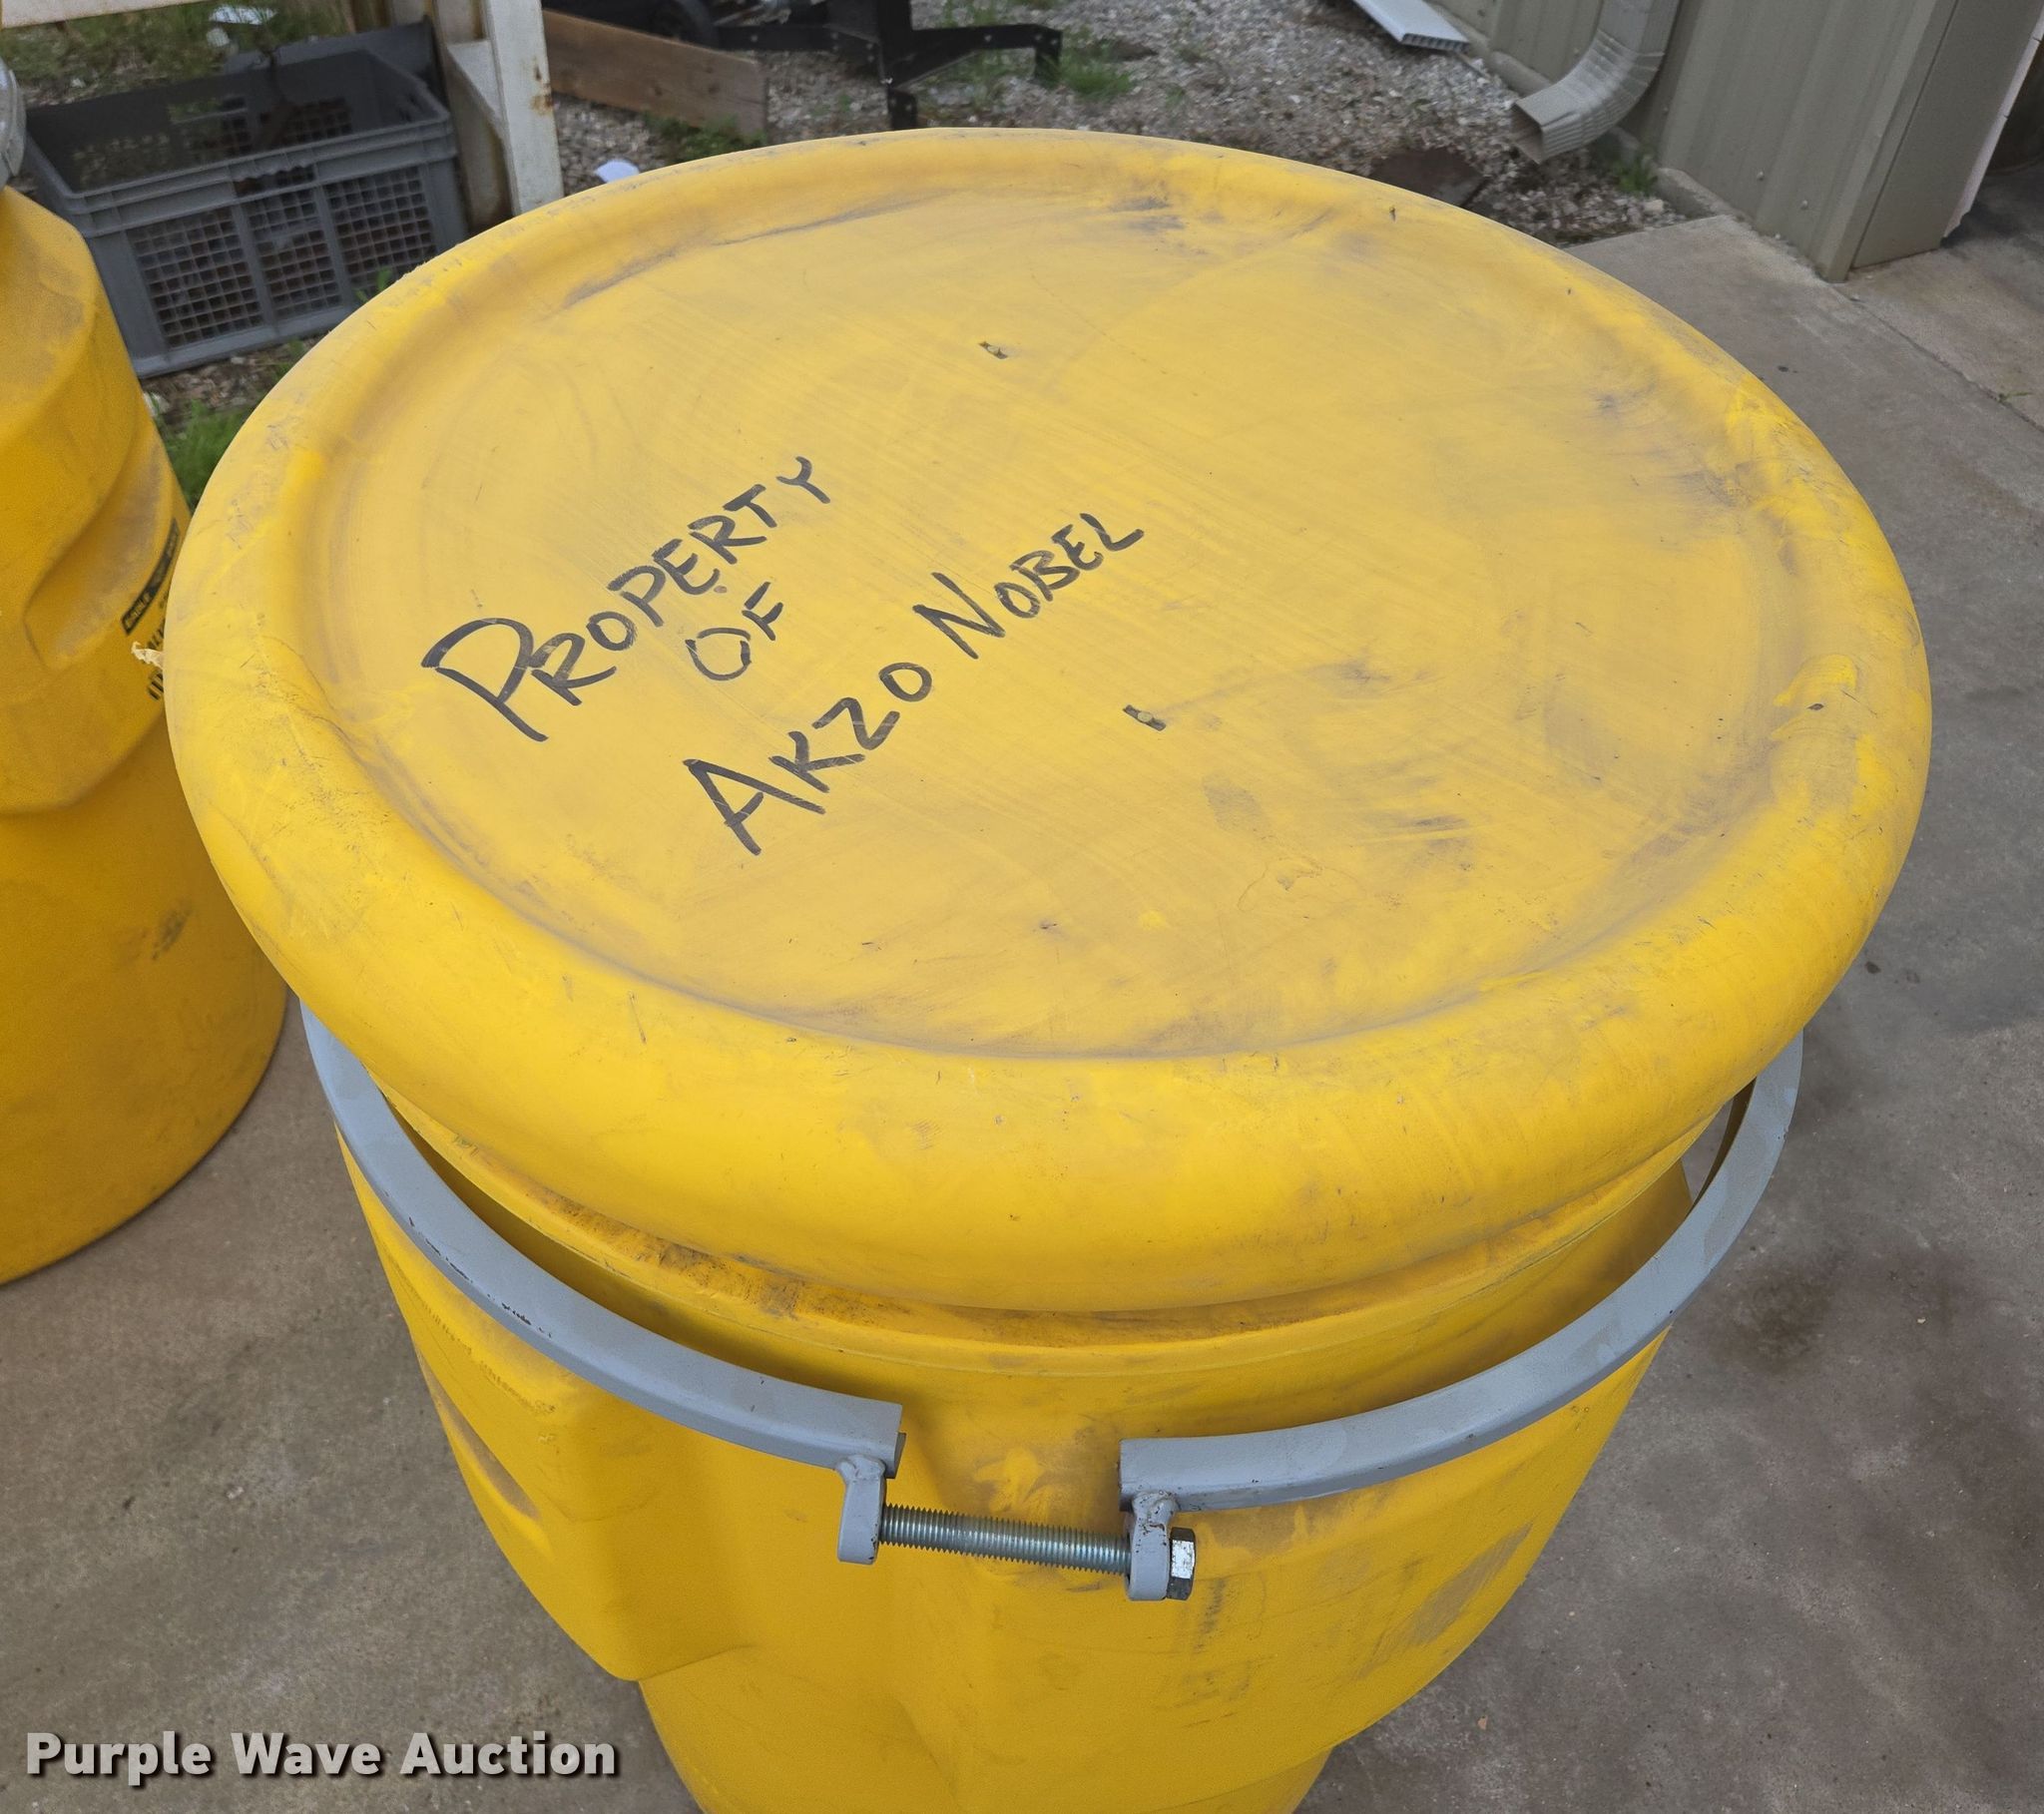 PROPERTY
OF
AKZO NOBEL
Purple Wave Auction